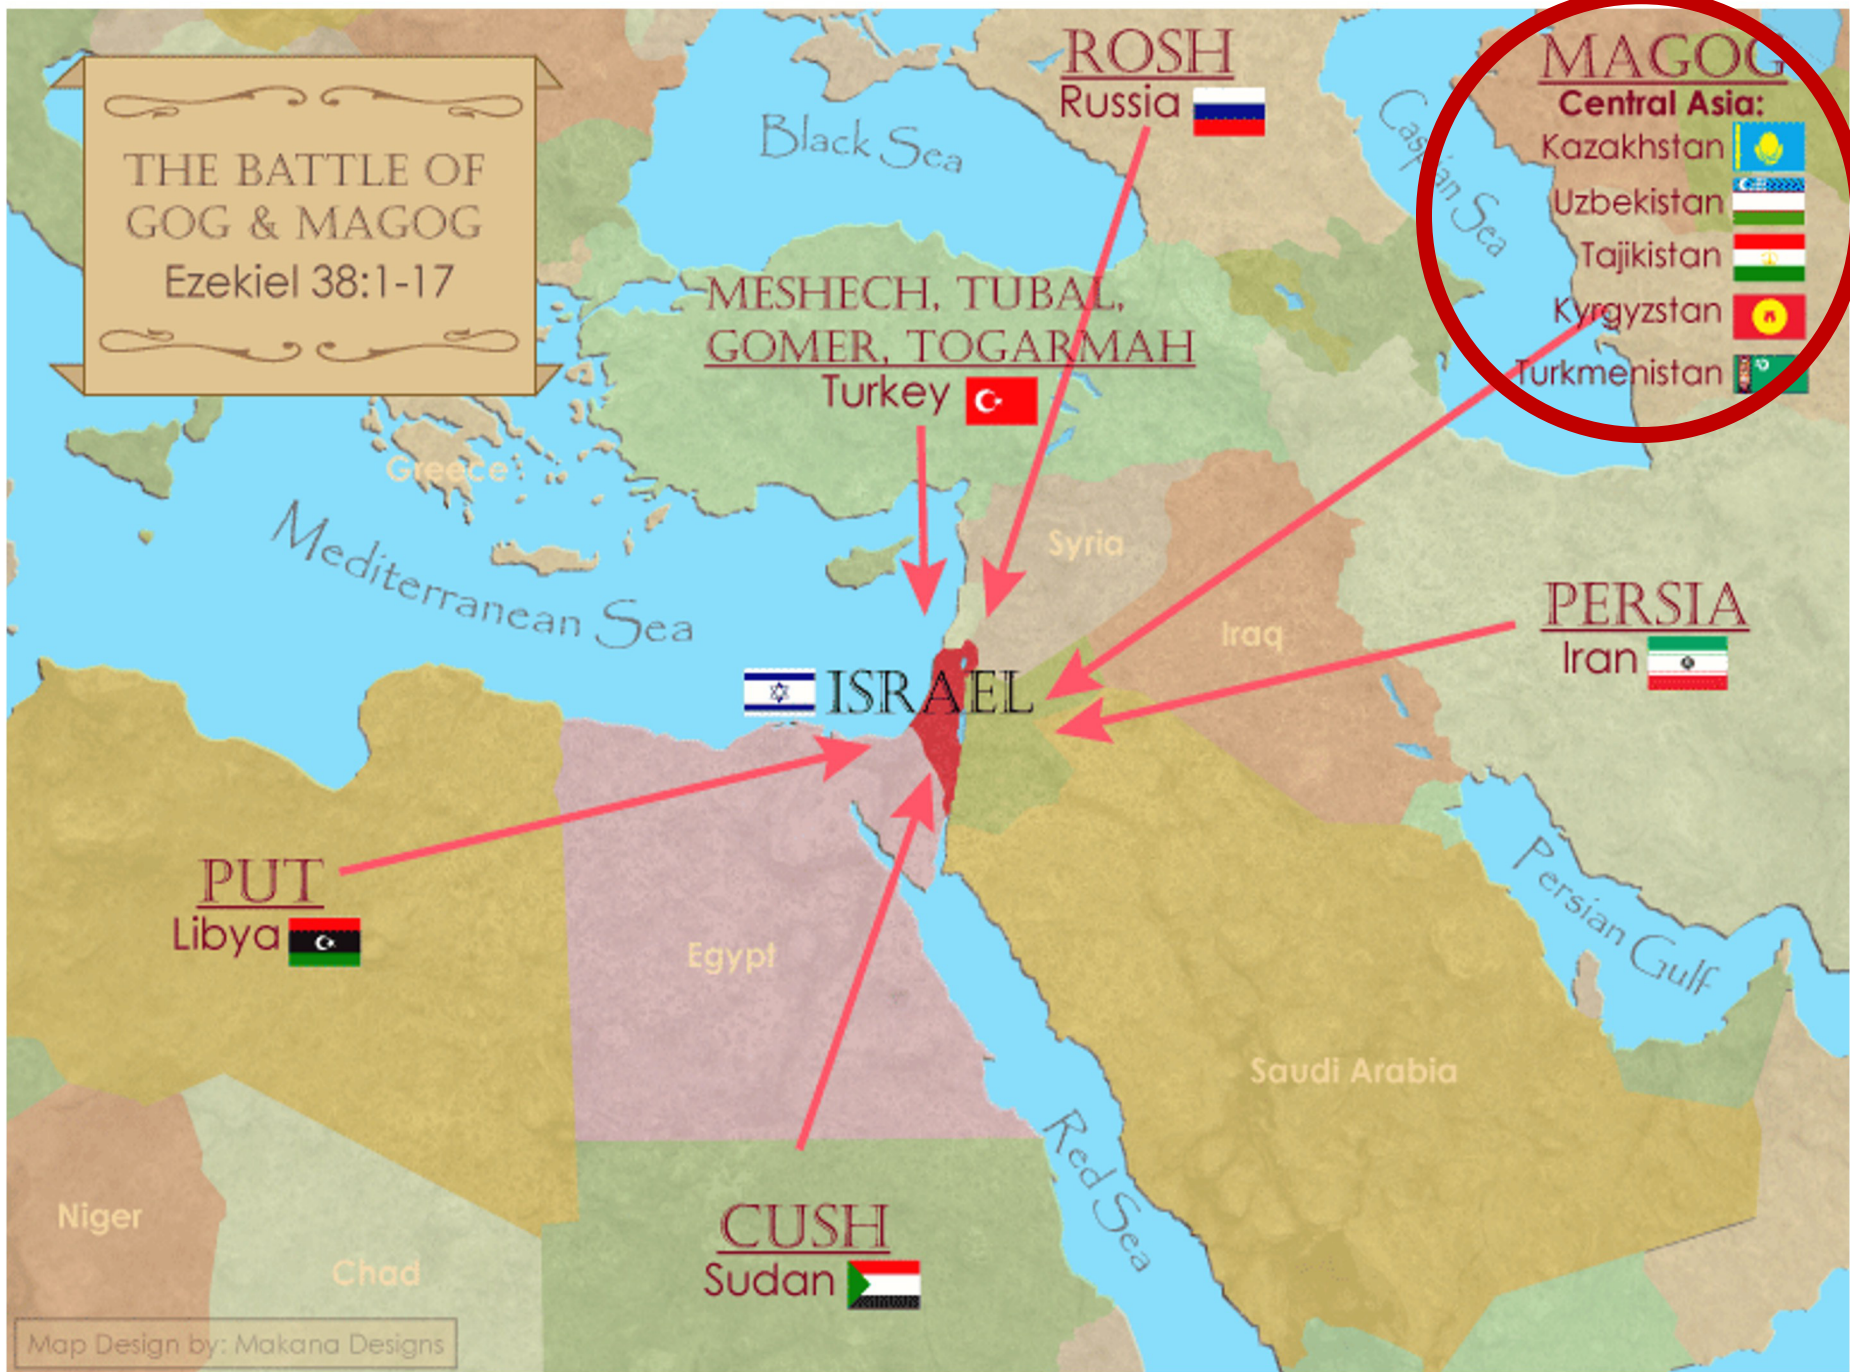 THE BATTLE OF
GOG & MAGOG
Ezekiel 38:1-17
ROSH
Russia
MAGOG
Central Asia:
Kazakhstan
Uzbekistan
Tajikistan
Kyrgyzstan
Turkmenistan
Black Sea
Caspian Sea
MESHECH, TUBAL,
GOMER, TOGARMAH
Turkey
Greece
Mediterranean Sea
Syria
Iraq
PERSIA
Iran
ISRAEL
PUT
Libya
Egypt
Persian Gulf
Saudi Arabia
Red Sea
Niger
Chad
CUSH
Sudan
Map Design by: Makana Designs